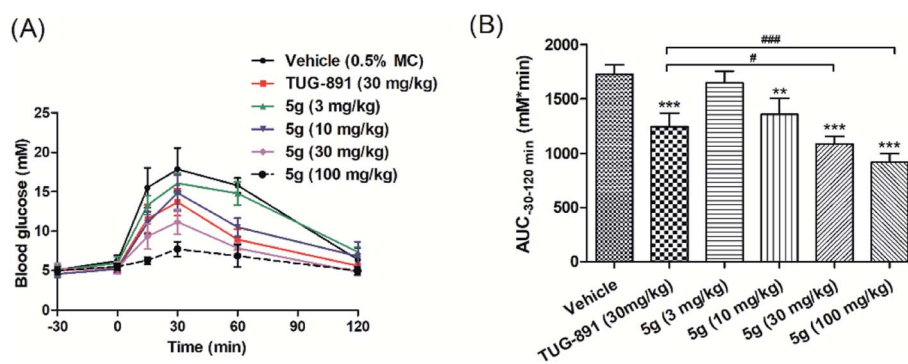 (A)
Vehicle (0.5% MC)
TUG-891 (30 mg/kg)
5g (3 mg/kg)
5g (10 mg/kg)
5g (30 mg/kg)
5g (100 mg/kg)
Blood glucose (mM)
25
20
15
10
5
0
-30
0
30
60
90
120
Time (min)
(B)
AUC-30-120 min (mM*min)
2000
1500
1000
500
0
###
#
***
**
***
***
Vehicle
TUG-891 (30mg/kg)
5g (3 mg/kg)
5g (10 mg/kg)
5g (30 mg/kg)
5g (100 mg/kg)